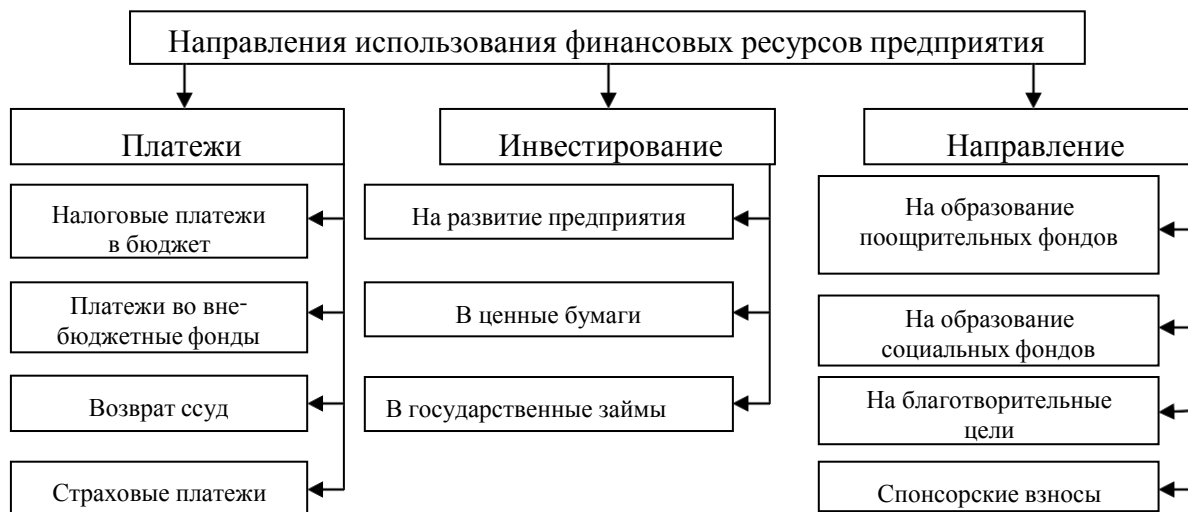 Направления использования финансовых ресурсов предприятия
Платежи
Налоговые платежи
в бюджет
Платежи во вне-
бюджетные фонды
Возврат ссуд
Страховые платежи
Инвестирование
На развитие предприятия
В ценные бумаги
В государственные займы
Направление
На образование
поощрительных фондов
На образование
социальных фондов
На благотворительные
цели
Спонсорские взносы